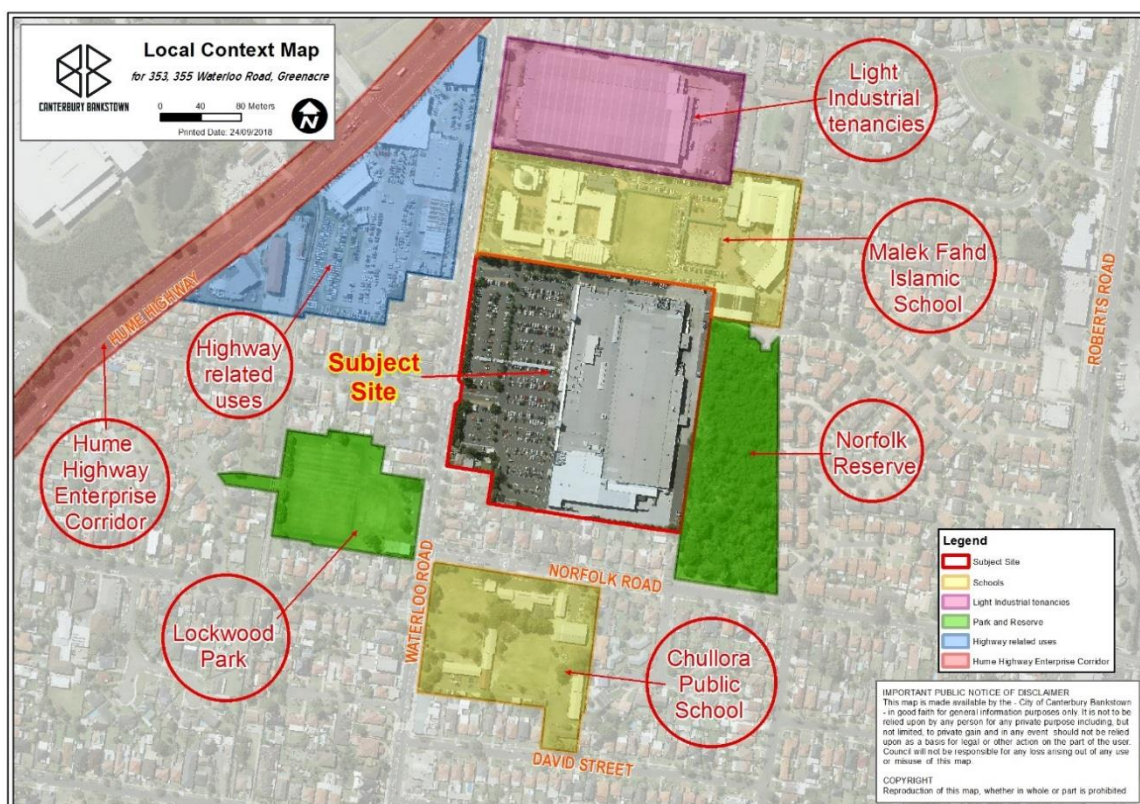 Local Context Map
for 353, 355 Waterloo Road, Greenacre
CANTERBURY BANKSTOWN
0 40 80 Meters
Printed Date: 24/09/2018
N
Light
Industrial
tenancies
Malek Fahd
Islamic
School
ROBERTS ROAD
HUME HIGHWAY
Highway
related
uses
Subject
Site
Hume
Highway
Enterprise
Corridor
Norfolk
Reserve
Lockwood
Park
WATERLOO ROAD
NORFOLK ROAD
Chullora
Public
School
DAVID STREET
Legend
Subject Site
Schools
Light Industrial tenancies
Park and Reserve
Highway related uses
Hume Highway Enterprise Corridor
IMPORTANT PUBLIC NOTICE OF DISCLAIMER
This map is made available by the - City of Canterbury Bankstown
- in good faith for general information purposes only. It is not to be
relied upon by any person for any private purpose including, but
not limited, to private gain and in any event should not be relied
upon as a basis for legal or other action on the part of the user.
Council will not be responsible for any loss arising out of any use
or misuse of this map.
COPYRIGHT
Reproduction of this map, whether in whole or part is prohibited